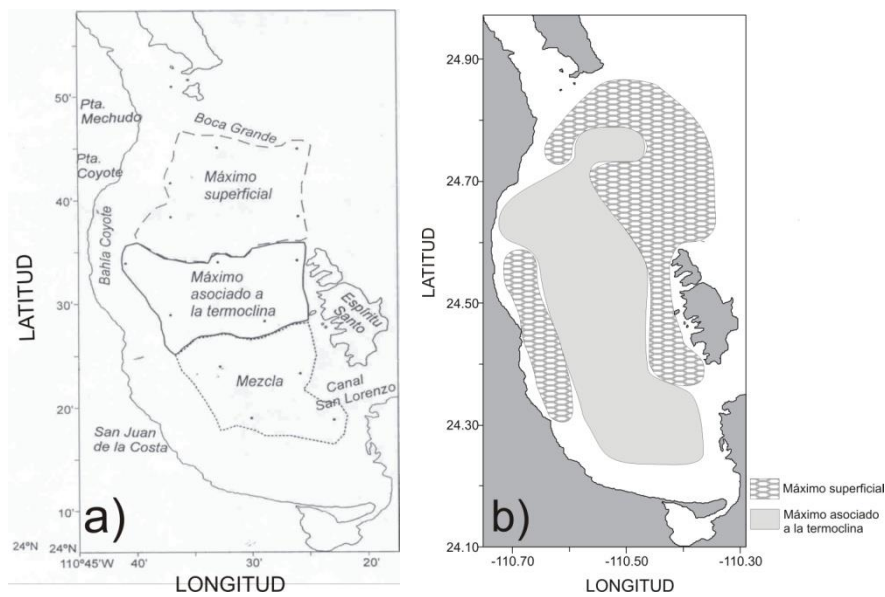 50'
Pta.
Mechudo
Boca Grande
Pta.
Coyote
Máximo
superficial
40'
Bahía Coyote
LATITUD
Máximo
asociado a
la termoclina
30'
Espíritu
Santo
Mezcla
Canal
San Lorenzo
20'
San Juan
de la Costa
10'
a)
24°N
24°N
110°45'W
40'
30'
20'
LONGITUD
24.90
24.70
LATITUD
24.50
24.30
24.10
b)
-110.70
-110.50
-110.30
LONGITUD
Máximo superficial
Máximo asociado
a la termoclina